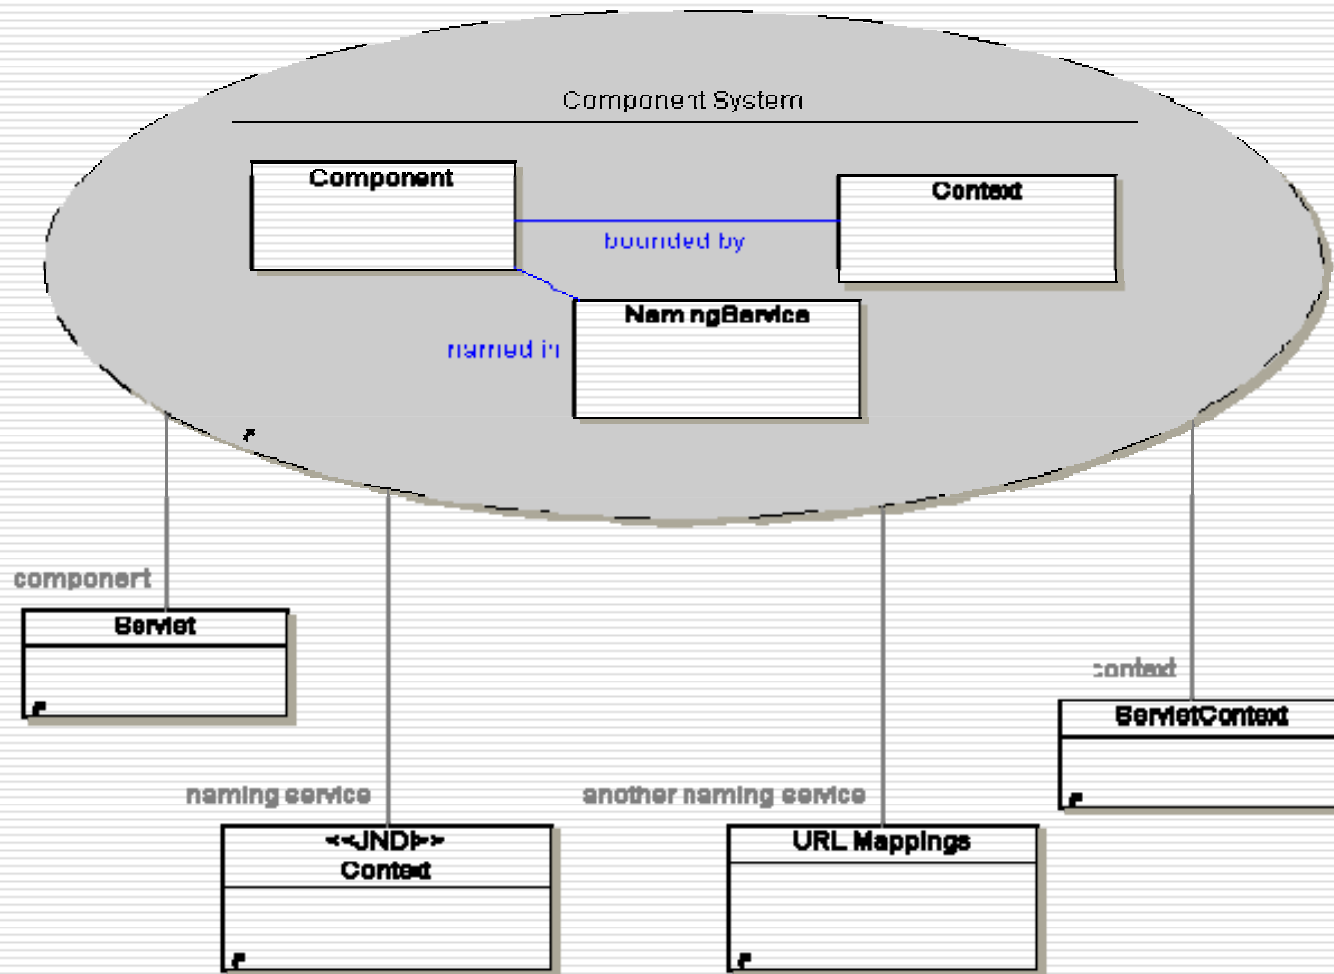 Component System
Component
Context
bounded by
NamingService
named in
component
Servlet
context
ServletContext
naming service
another naming service
<<JNDI>>
Context
URL Mappings